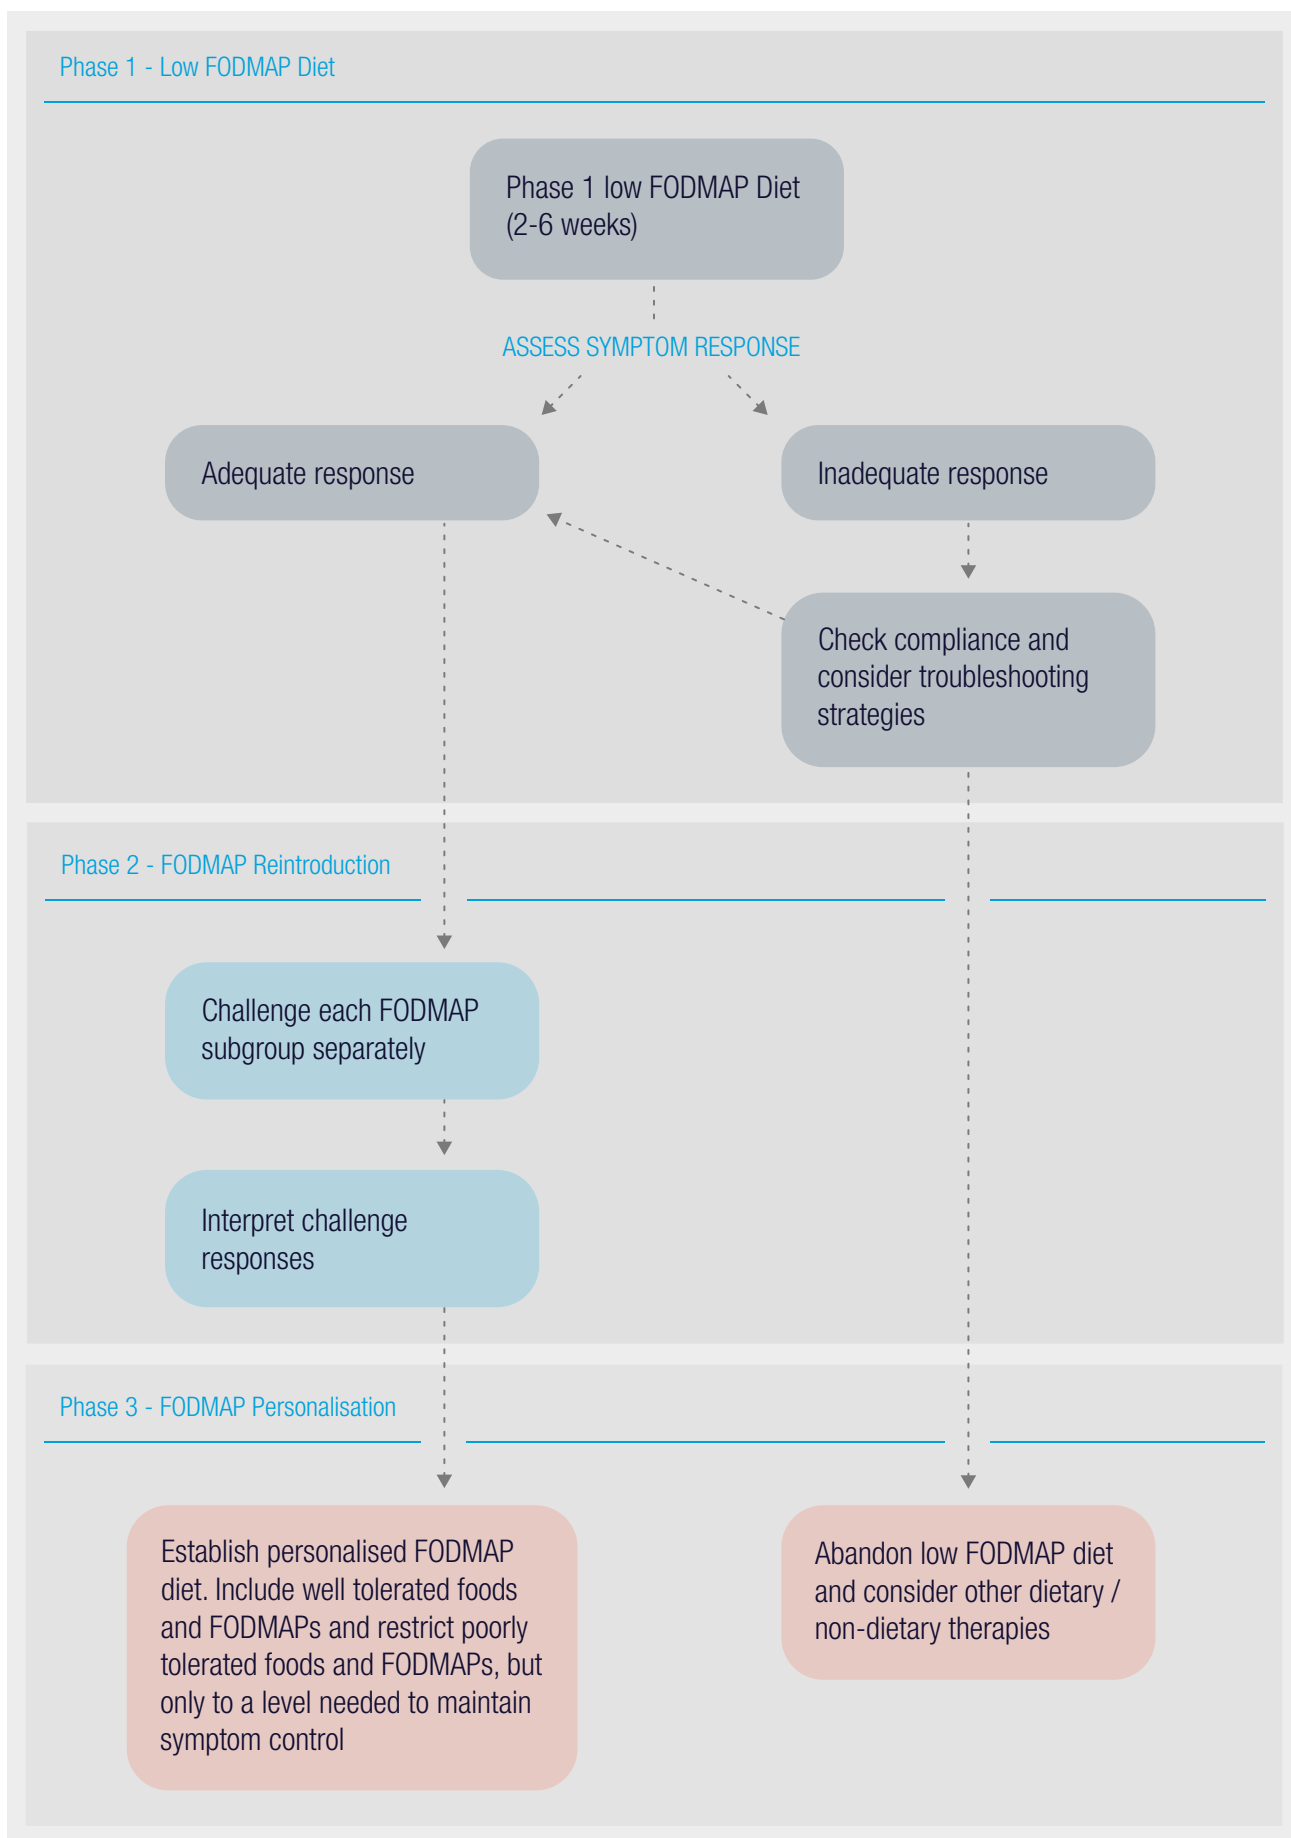 Phase 1 - Low FODMAP Diet
Phase 1 low FODMAP Diet
(2-6 weeks)
ASSESS SYMPTOM RESPONSE
Adequate response
Inadequate response
Check compliance and
consider troubleshooting
strategies
Phase 2 - FODMAP Reintroduction
Challenge each FODMAP
subgroup separately
Interpret challenge
responses
Phase 3 - FODMAP Personalisation
Establish personalised FODMAP
diet. Include well tolerated foods
and FODMAPs and restrict poorly
tolerated foods and FODMAPs, but
only to a level needed to maintain
symptom control
Abandon low FODMAP diet
and consider other dietary /
non-dietary therapies